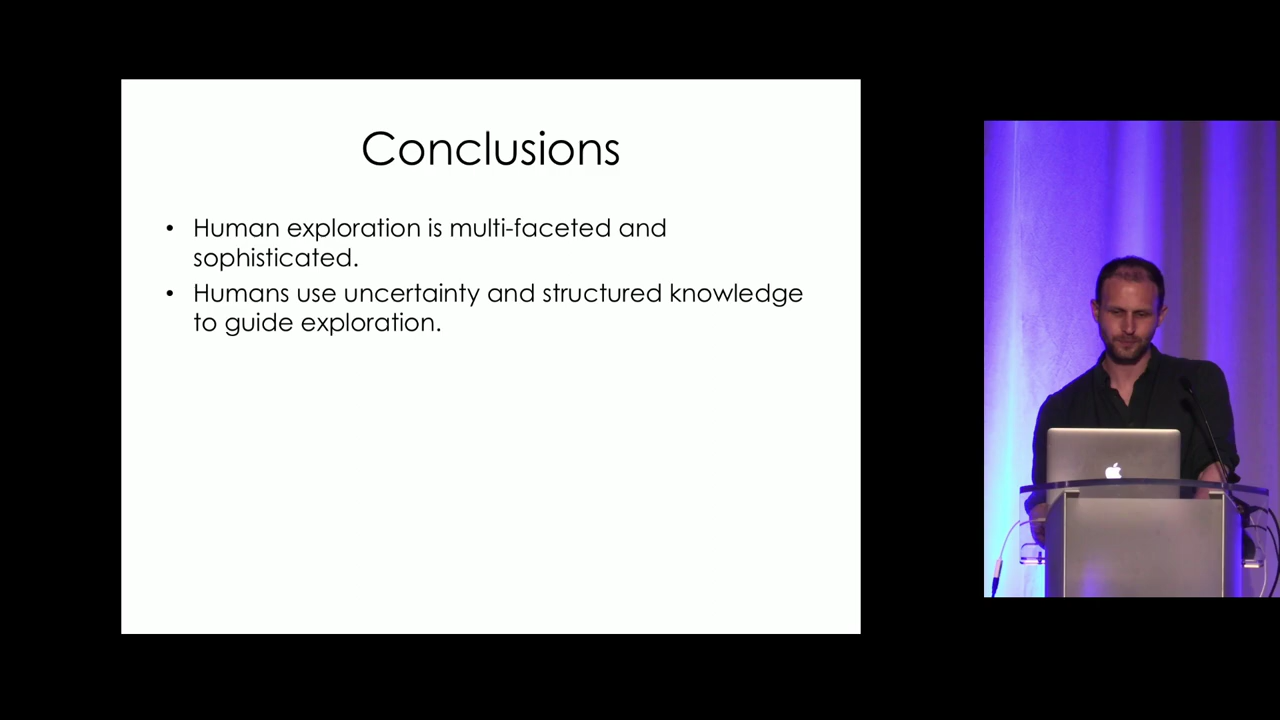 Conclusions
• Human exploration is multi-faceted and
sophisticated.
• Humans use uncertainty and structured knowledge
to guide exploration.